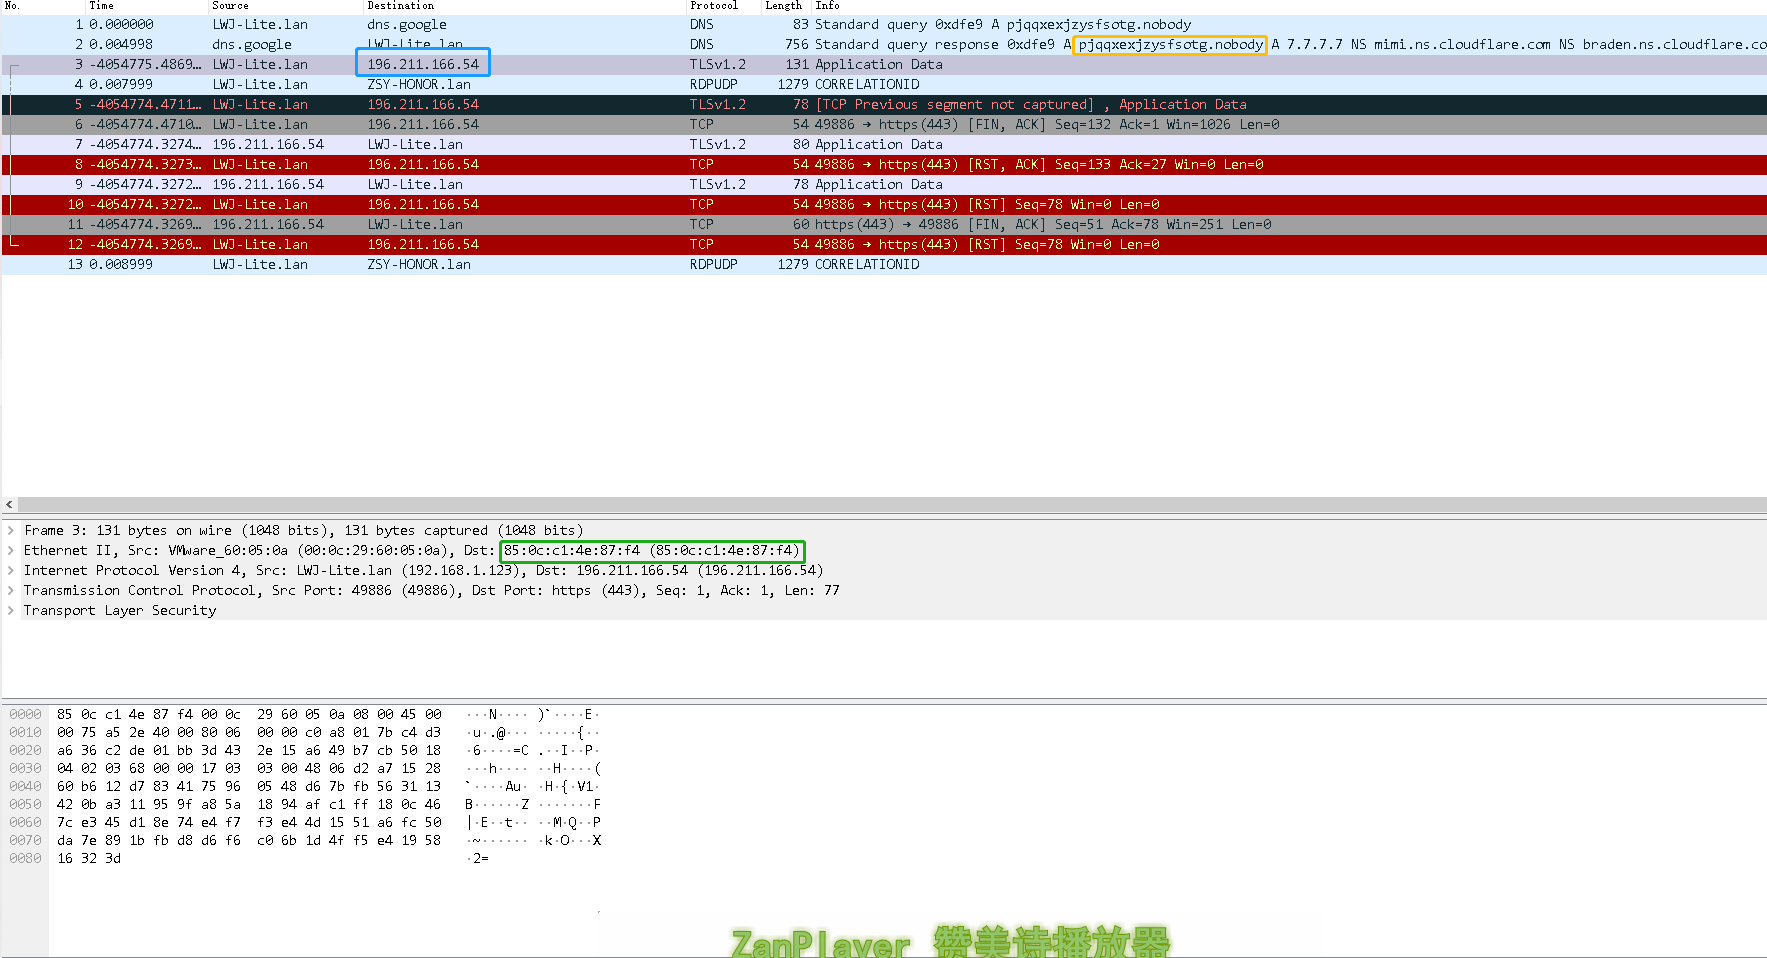 No. Time Source Destination Protocol Length Info
1 0.000000 LWJ-Lite.lan dns.google DNS 83 Standard query 0xdfe9 A pjqqxexjzysfsotg.nobody
2 0.004998 dns.google LWJ-Lite.lan DNS 756 Standard query response 0xdfe9 A pjqqxexjzysfsotg.nobody A 7.7.7.7 NS mimi.ns.cloudflare.com NS braden.ns.cloudflare.co
3 -4054775.4869… LWJ-Lite.lan 196.211.166.54 TLSv1.2 131 Application Data
4 0.007999 LWJ-Lite.lan ZSY-HONOR.lan RDPUDP 1279 CORRELATIONID
5 -4054774.4711… LWJ-Lite.lan 196.211.166.54 TLSv1.2 78 [TCP Previous segment not captured] , Application Data
6 -4054774.4710… LWJ-Lite.lan 196.211.166.54 TCP 54 49886 → https(443) [FIN, ACK] Seq=132 Ack=1 Win=1026 Len=0
7 -4054774.3274… 196.211.166.54 LWJ-Lite.lan TLSv1.2 80 Application Data
8 -4054774.3273… LWJ-Lite.lan 196.211.166.54 TCP 54 49886 → https(443) [RST, ACK] Seq=133 Ack=27 Win=0 Len=0
9 -4054774.3272… 196.211.166.54 LWJ-Lite.lan TLSv1.2 78 Application Data
10 -4054774.3272… LWJ-Lite.lan 196.211.166.54 TCP 54 49886 → https(443) [RST] Seq=78 Win=0 Len=0
11 -4054774.3269… 196.211.166.54 LWJ-Lite.lan TCP 60 https(443) → 49886 [FIN, ACK] Seq=51 Ack=78 Win=251 Len=0
12 -4054774.3269… LWJ-Lite.lan 196.211.166.54 TCP 54 49886 → https(443) [RST] Seq=78 Win=0 Len=0
13 0.008999 LWJ-Lite.lan ZSY-HONOR.lan RDPUDP 1279 CORRELATIONID
Frame 3: 131 bytes on wire (1048 bits), 131 bytes captured (1048 bits)
Ethernet II, Src: VMware_60:05:0a (00:0c:29:60:05:0a), Dst: 85:0c:c1:4e:87:f4 (85:0c:c1:4e:87:f4)
Internet Protocol Version 4, Src: LWJ-Lite.lan (192.168.1.123), Dst: 196.211.166.54 (196.211.166.54)
Transmission Control Protocol, Src Port: 49886 (49886), Dst Port: https (443), Seq: 1, Ack: 1, Len: 77
Transport Layer Security
0000 85 0c c1 4e 87 f4 00 0c 29 60 05 0a 08 00 45 00 ···N···· )`····E·
0010 00 75 a5 2e 40 00 80 06 00 00 c0 a8 01 7b c4 d3 ·u·.@··· ·····{··
0020 a6 36 c2 de 01 bb 3d 43 2e 15 a6 49 b7 cb 50 18 ·6····=C .··I··P·
0030 04 02 03 68 00 00 17 03 03 00 48 06 d2 a7 15 28 ···h···· ··H····(
0040 60 b6 12 d7 83 41 75 96 05 48 d6 7b fb 56 31 13 `····Au· ·H·{·V1·
0050 42 0b a3 11 95 9f a8 5a 18 94 af c1 ff 18 0c 46 B······Z ·······F
0060 7c e3 45 d1 8e 74 e4 f7 f3 e4 4d 15 51 a6 fc 50 |·E··t·· ··M·Q··P
0070 da 7e 89 1b fb d8 d6 f6 c0 6b 1d 4f f5 e4 19 58 ·~······ ·k·O···X
0080 16 32 3d ·2=
ZanPlayer 赞美诗播放器